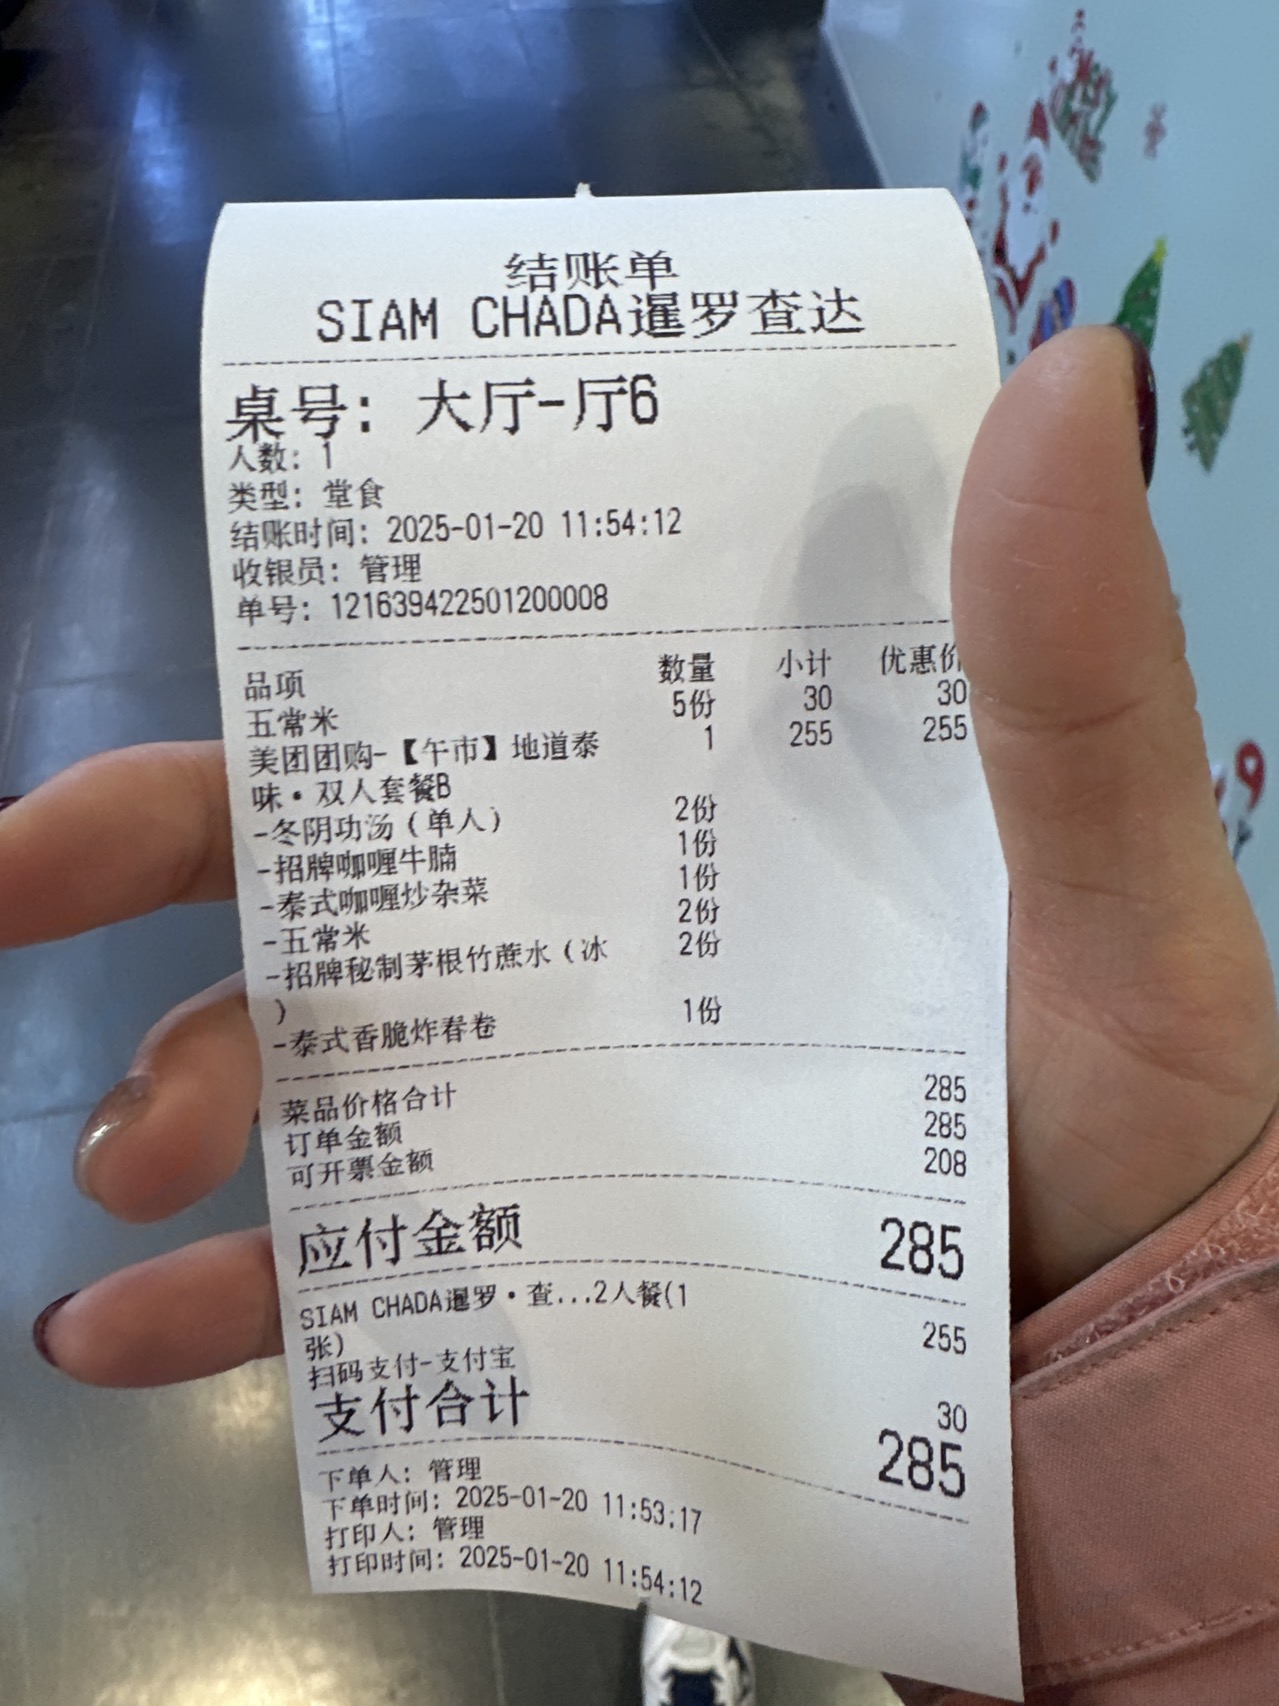 结账单
SIAM CHADA暹罗查达
桌号: 大厅-厅6
人数: 1
类型: 堂食
结账时间: 2025-01-20 11:54:12
收银员: 管理
单号: 121639422501200008
品项 数量 小计 优惠价
五常米 5份 30 30
美团团购-【午市】地道泰 1 255 255
味·双人套餐B
-冬阴功汤（单人） 2份
-招牌咖喱牛腩 1份
-泰式咖喱炒杂菜 1份
-五常米 2份
-招牌秘制茅根竹蔗水（冰 2份
）
-泰式香脆炸春卷 1份
菜品价格合计 285
订单金额 285
可开票金额 208
应付金额 285
SIAM CHADA暹罗·查...2人餐(1
张) 255
扫码支付-支付宝 30
支付合计 285
下单人: 管理
下单时间: 2025-01-20 11:53:17
打印人: 管理
打印时间: 2025-01-20 11:54:12